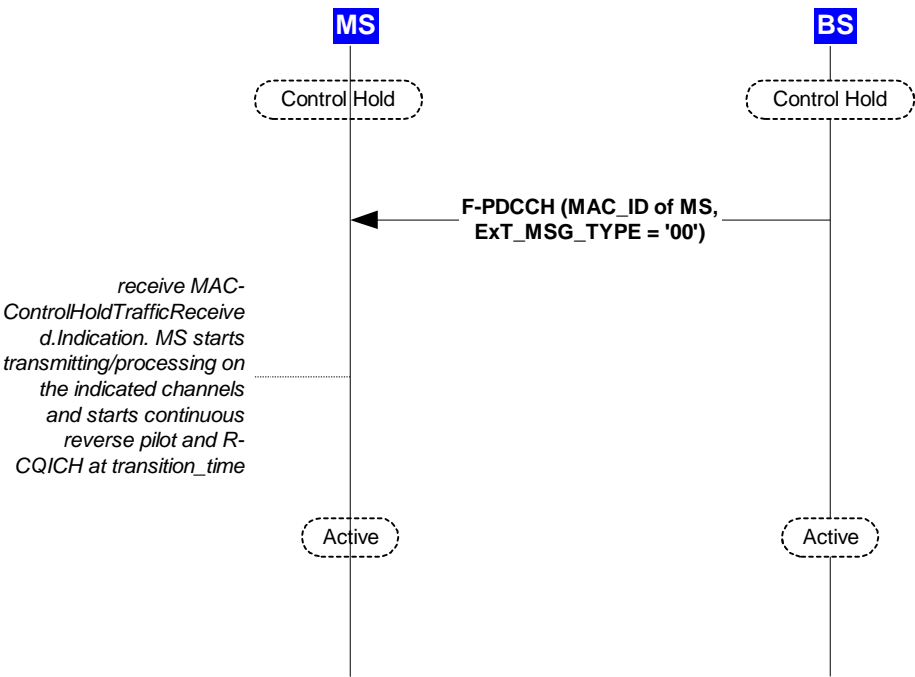 MS
BS
Control Hold
Control Hold
F-PDCCH (MAC_ID of MS,
ExT_MSG_TYPE = '00')
receive MAC-
ControlHoldTrafficReceive
d.Indication. MS starts
transmitting/processing on
the indicated channels
and starts continuous
reverse pilot and R-
CQICH at transition_time
Active
Active